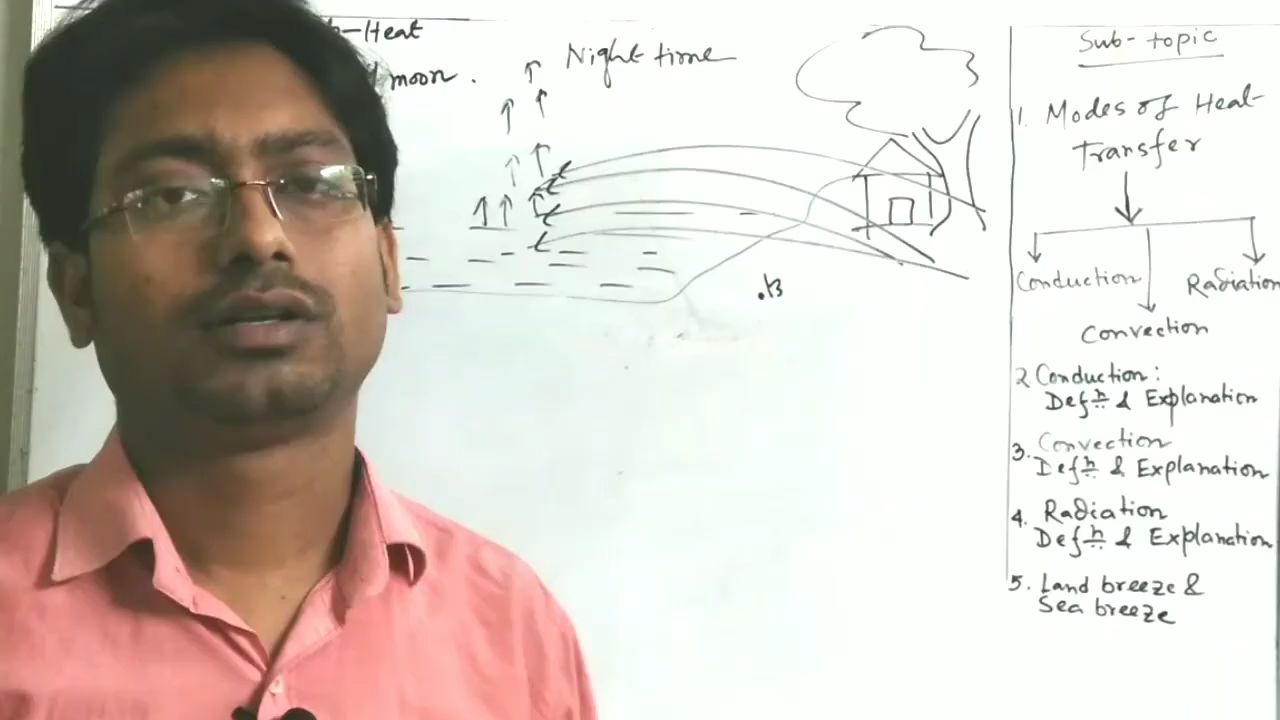 -Heat
moon .
Night time
.B
Sub-topic
1. Modes of Heat
Transfer
Conduction
Radiation
Convection
2 Conduction:
Defn & Explanation
3. Convection
Defn & Explanation
4. Radiation
Defn & Explanation
5. Land breeze &
Sea breeze